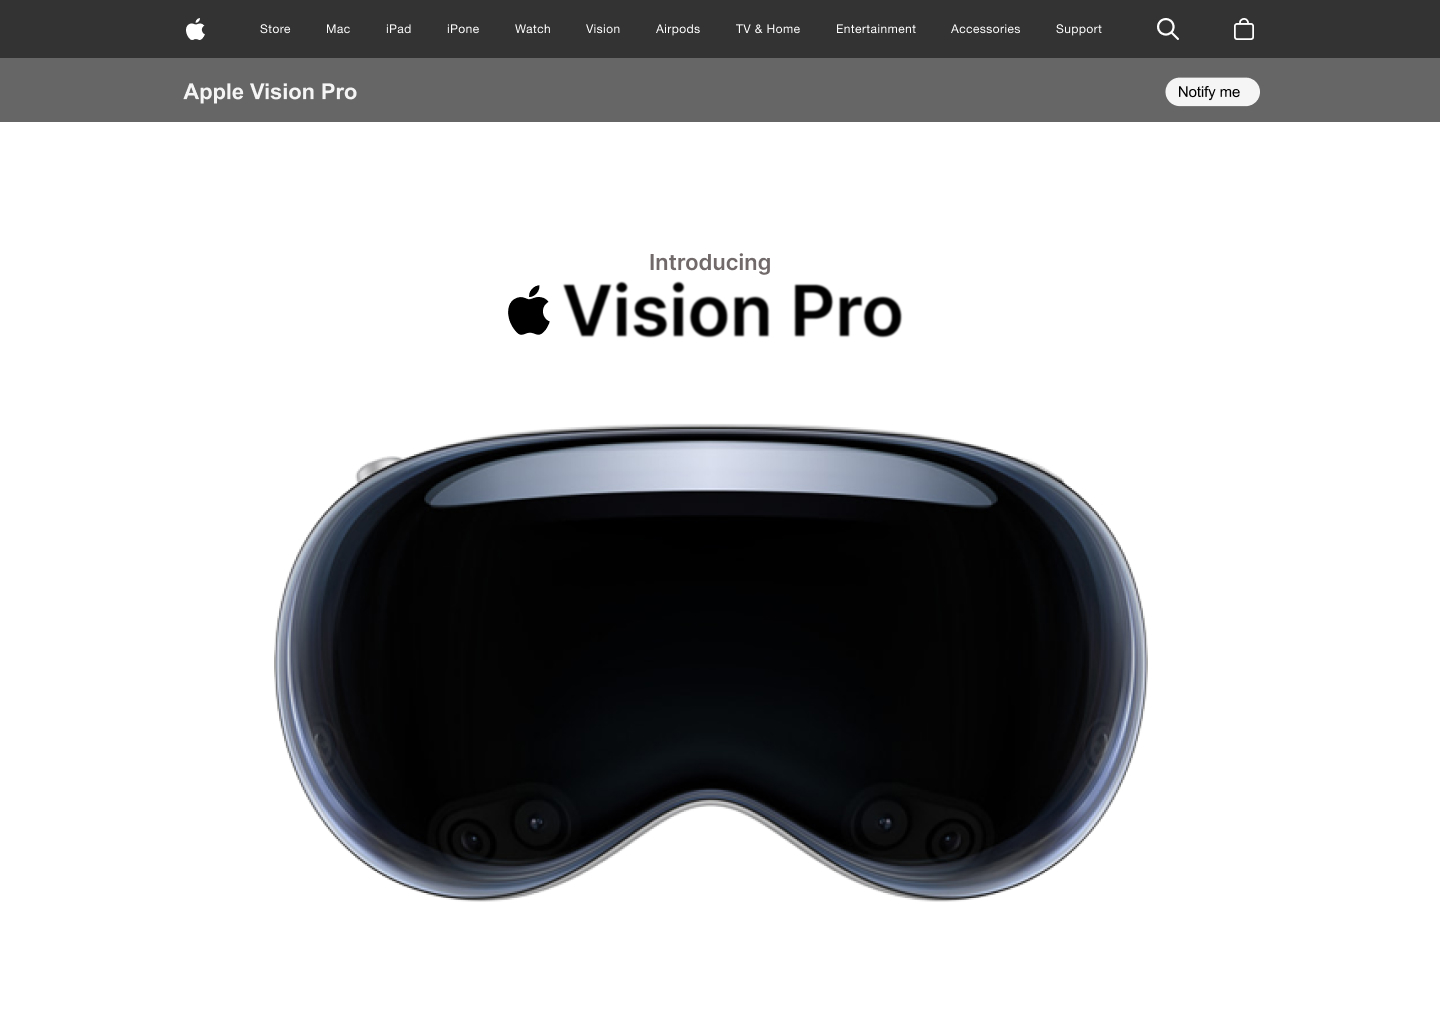 Store Mac iPad iPone Watch Vision Airpods TV & Home Entertainment Accessories Support
Apple Vision Pro Notify me
Introducing
Vision Pro